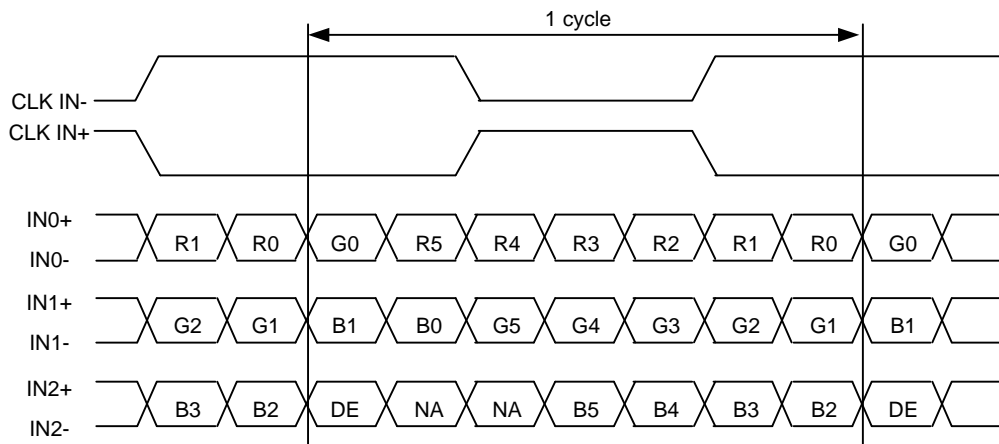 1 cycle
CLK IN-
CLK IN+
IN0+
R1 R0 G0 R5 R4 R3 R2 R1 R0 G0
IN0-
IN1+
G2 G1 B1 B0 G5 G4 G3 G2 G1 B1
IN1-
IN2+
B3 B2 DE NA NA B5 B4 B3 B2 DE
IN2-